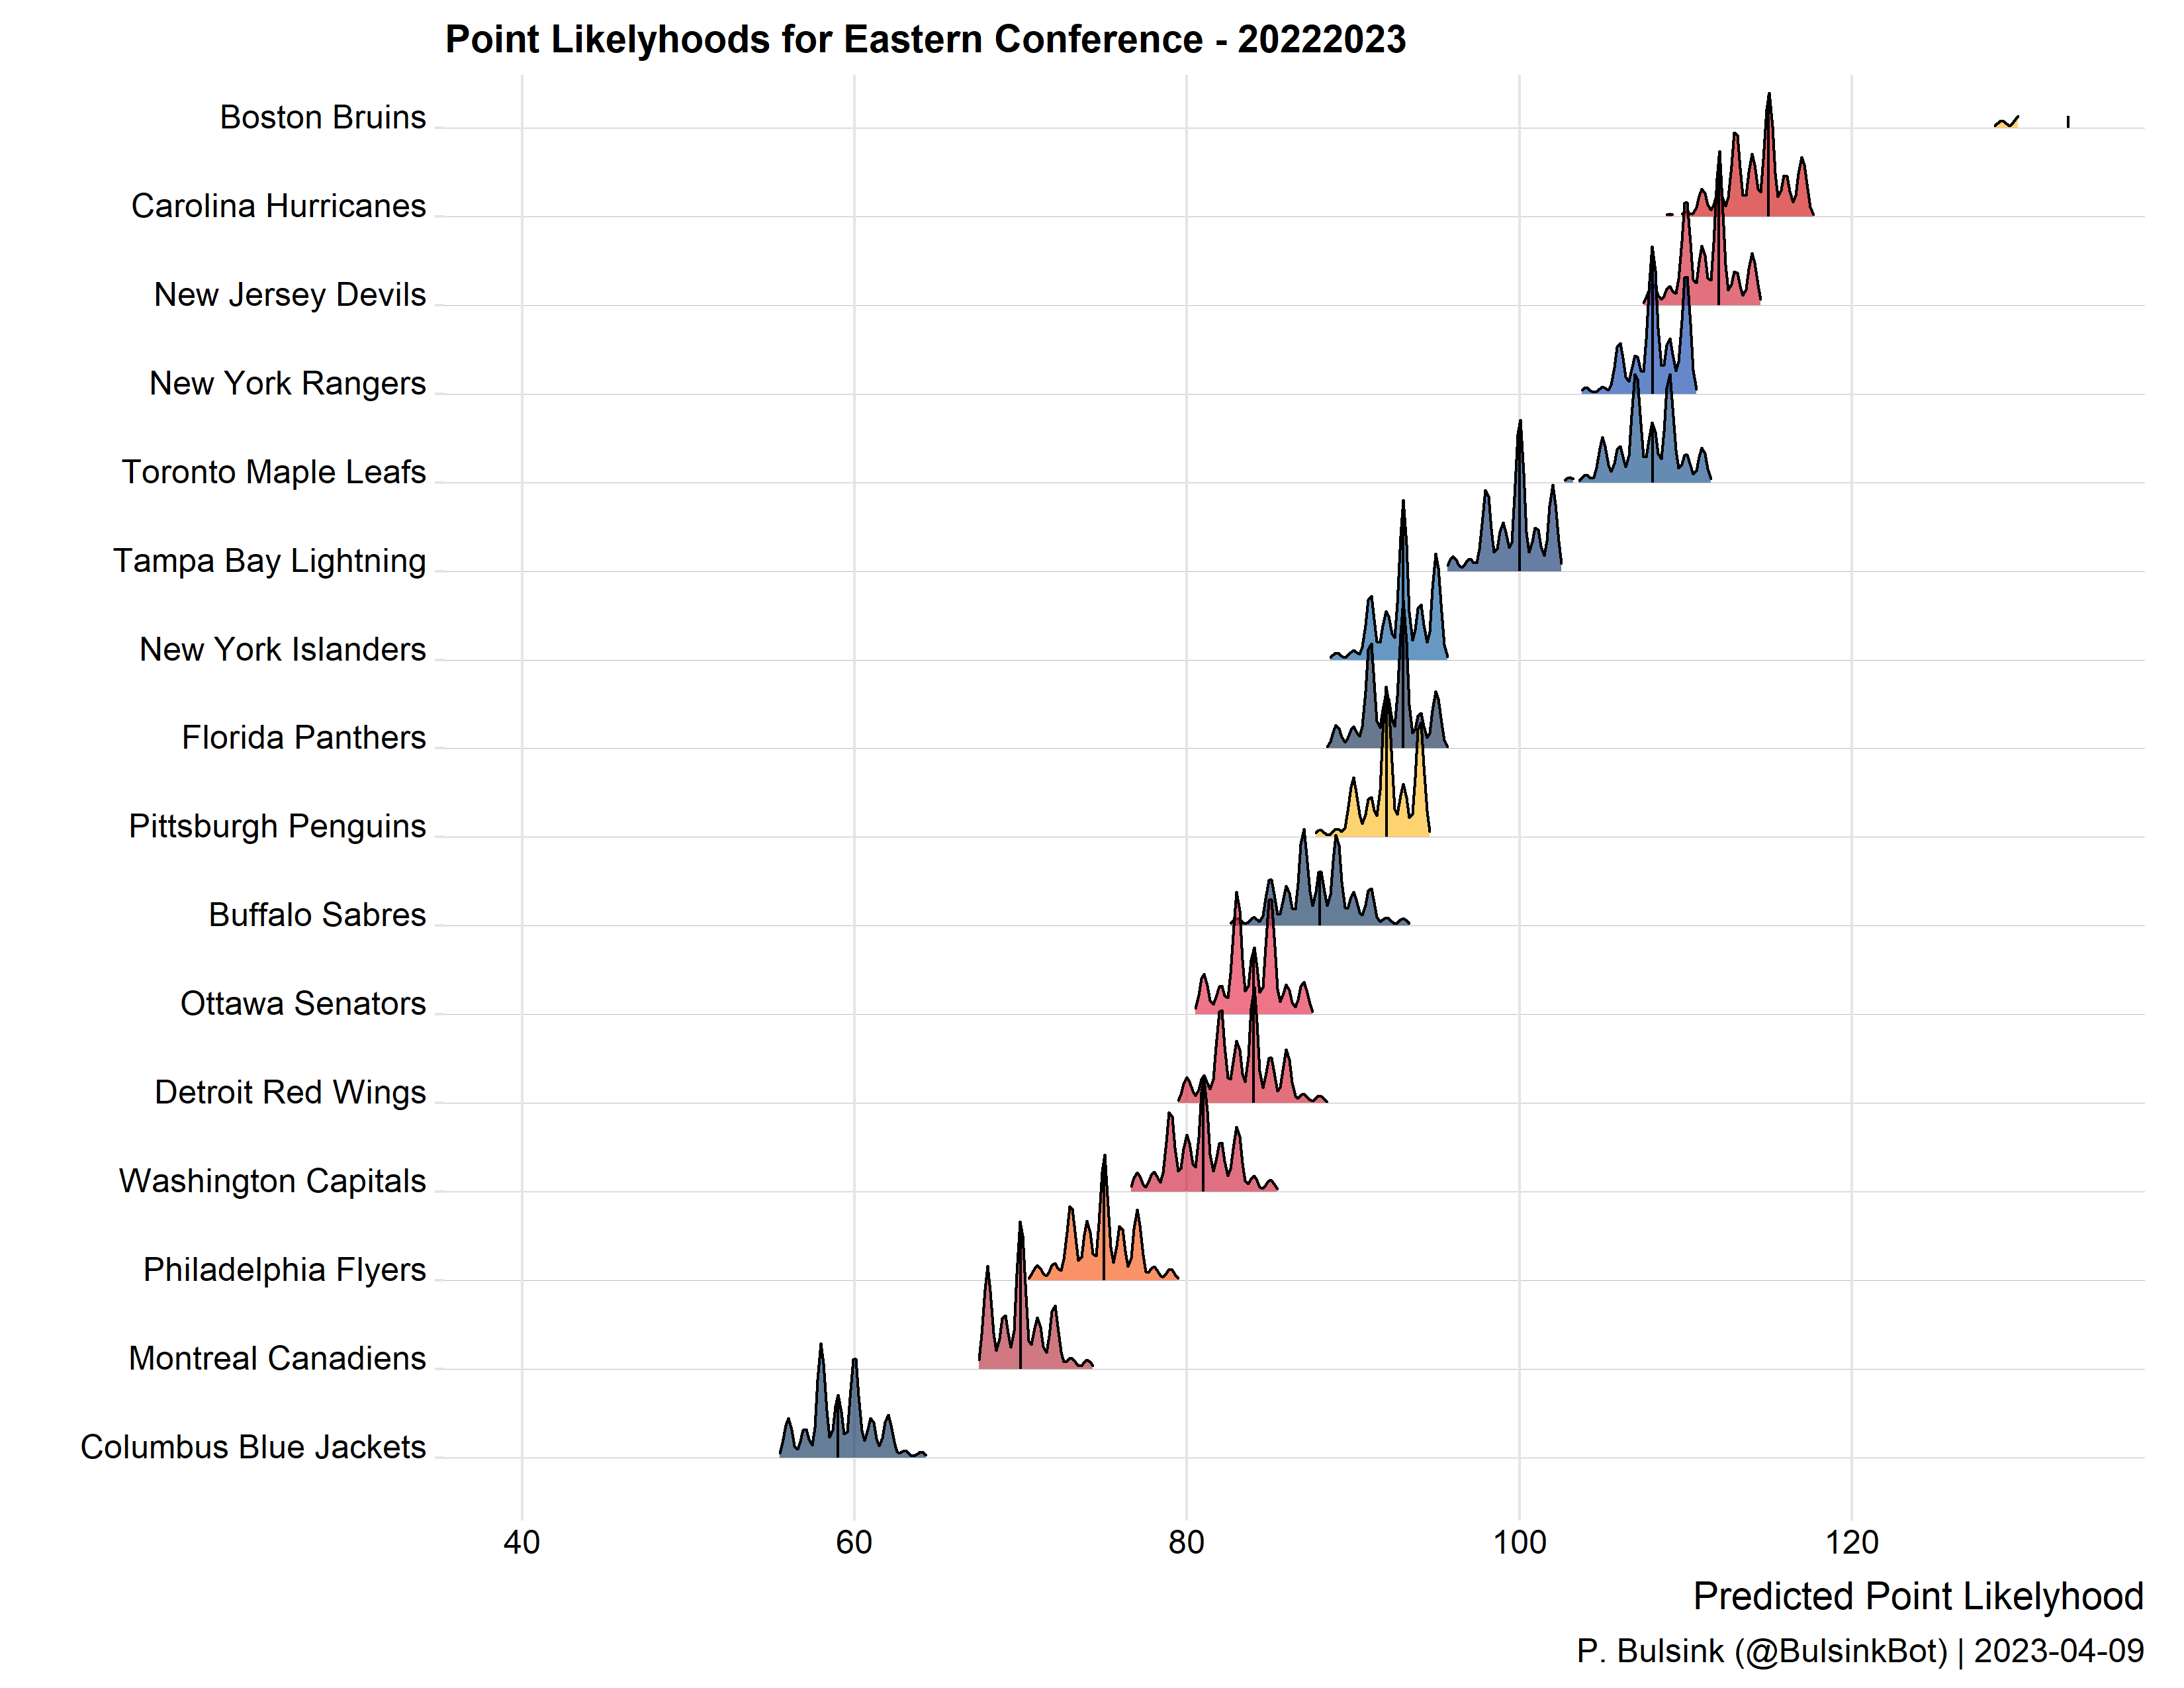 Point Likelyhoods for Eastern Conference - 20222023
Boston Bruins
Carolina Hurricanes
New Jersey Devils
New York Rangers
Toronto Maple Leafs
Tampa Bay Lightning
New York Islanders
Florida Panthers
Pittsburgh Penguins
Buffalo Sabres
Ottawa Senators
Detroit Red Wings
Washington Capitals
Philadelphia Flyers
Montreal Canadiens
Columbus Blue Jackets
40 60 80 100 120
Predicted Point Likelyhood
P. Bulsink (@BulsinkBot) | 2023-04-09